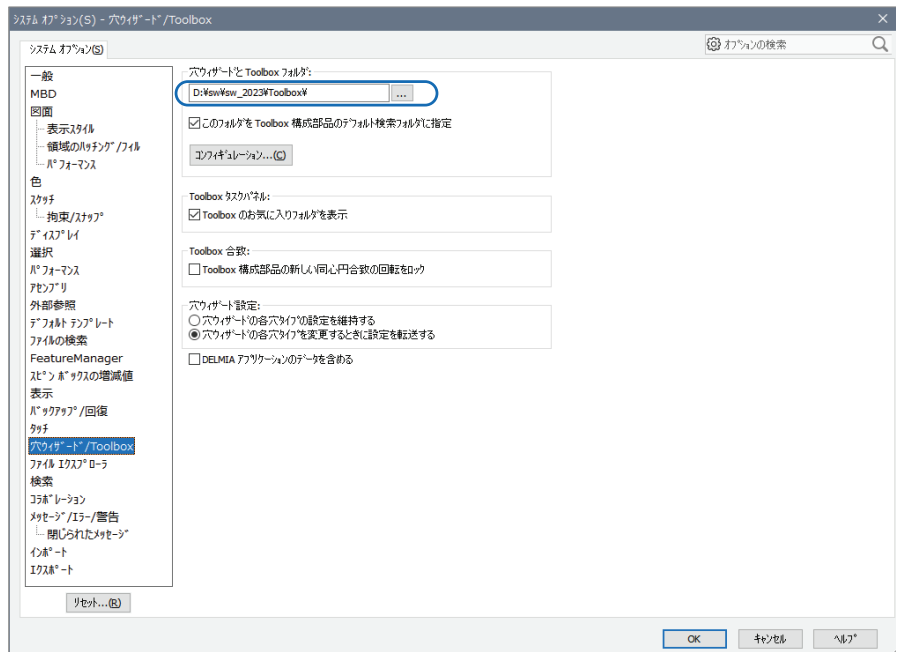 システム オプション(S) - 穴ウィザード/Toolbox
システム オプション(S)
オプションの検索
一般
MBD
図面
表示スタイル
領域のハッチング/フィル
パフォーマンス
色
スケッチ
拘束/スナップ
ディスプレイ
選択
パフォーマンス
アセンブリ
外部参照
デフォルト テンプレート
ファイルの検索
FeatureManager
スピン ボックスの増減値
表示
バックアップ/回復
タッチ
穴ウィザード/Toolbox
ファイル エクスプローラ
検索
コラボレーション
メッセージ/エラー/警告
閉じられたメッセージ
インポート
エクスポート
リセット...(R)
穴ウィザードと Toolbox フォルダ:
D:¥sw¥sw_2023¥Toolbox¥
...
このフォルダを Toolbox 構成部品のデフォルト検索フォルダに指定
コンフィギュレーション...(C)
Toolbox タスクパネル:
Toolbox のお気に入りフォルダを表示
Toolbox 合致:
Toolbox 構成部品の新しい同心円合致の回転をロック
穴ウィザード設定:
穴ウィザードの各穴タイプの設定を維持する
穴ウィザードの各穴タイプを変更するときに設定を転送する
DELMIA アプリケーションのデータを含める
OK
キャンセル
ヘルプ